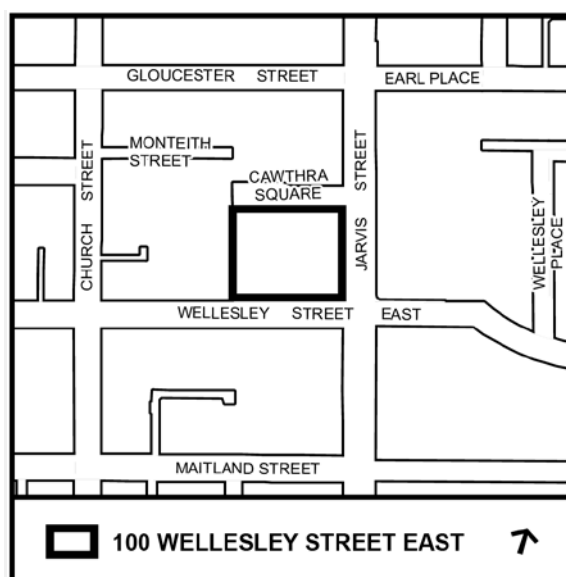 GLOUCESTER STREET
EARL PLACE
MONTEITH
STREET
CAWTHRA
SQUARE
CHURCH STREET
JARVIS STREET
WELLESLEY
PLACE
WELLESLEY STREET EAST
MAITLAND STREET
100 WELLESLEY STREET EAST